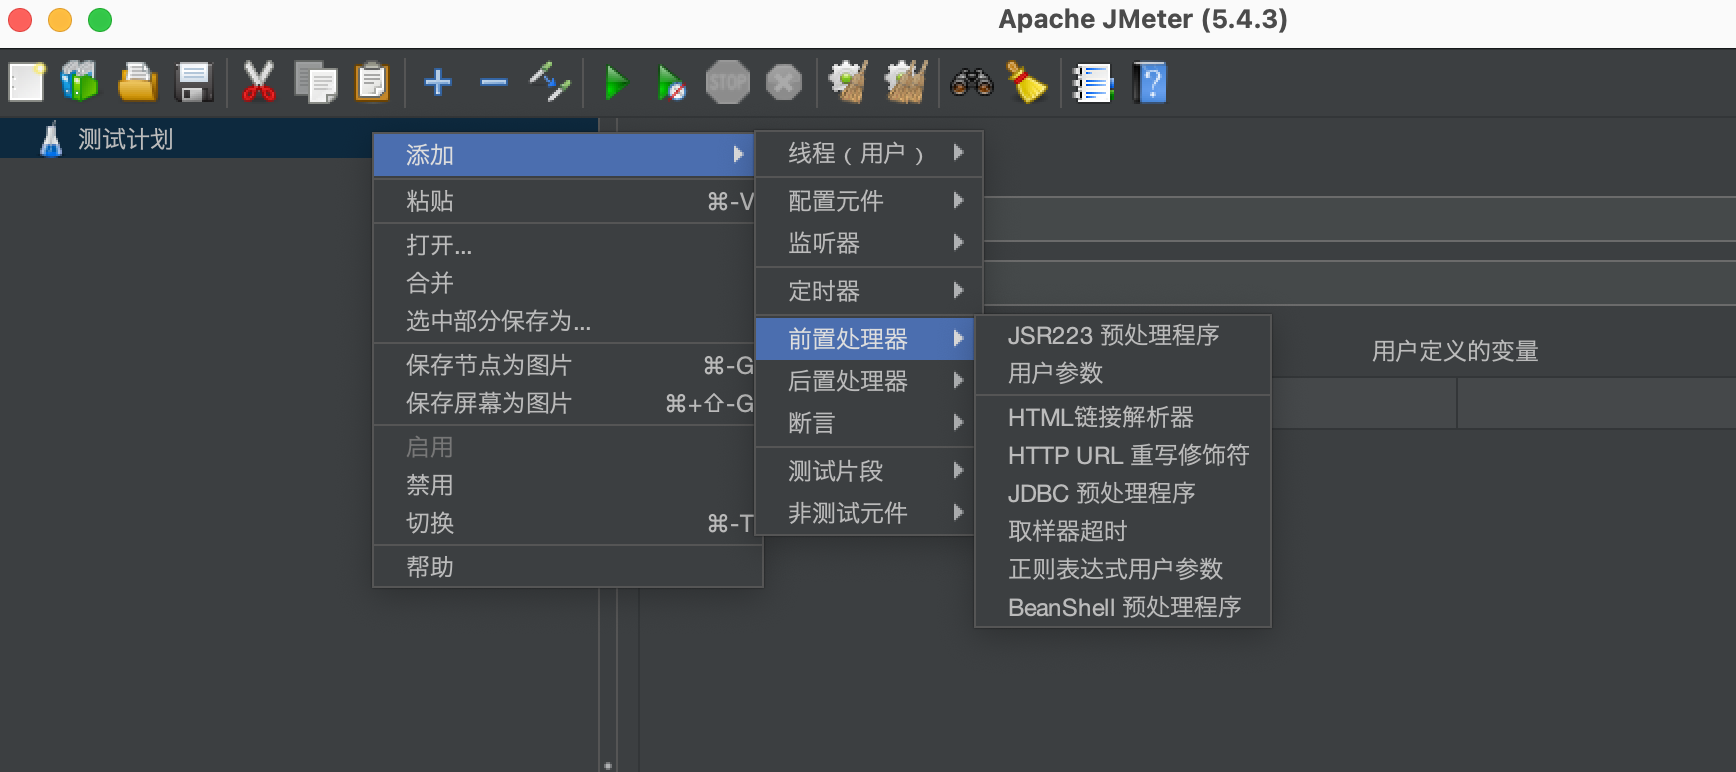 Apache JMeter (5.4.3)
STOP
测试计划
添加
粘贴 ⌘-V
打开...
合并
选中部分保存为...
保存节点为图片 ⌘-G
保存屏幕为图片 ⌘+⇧-G
启用
禁用
切换 ⌘-T
帮助
线程（用户）
配置元件
监听器
定时器
前置处理器
后置处理器
断言
测试片段
非测试元件
JSR223 预处理程序
用户参数
HTML链接解析器
HTTP URL 重写修饰符
JDBC 预处理程序
取样器超时
正则表达式用户参数
BeanShell 预处理程序
用户定义的变量